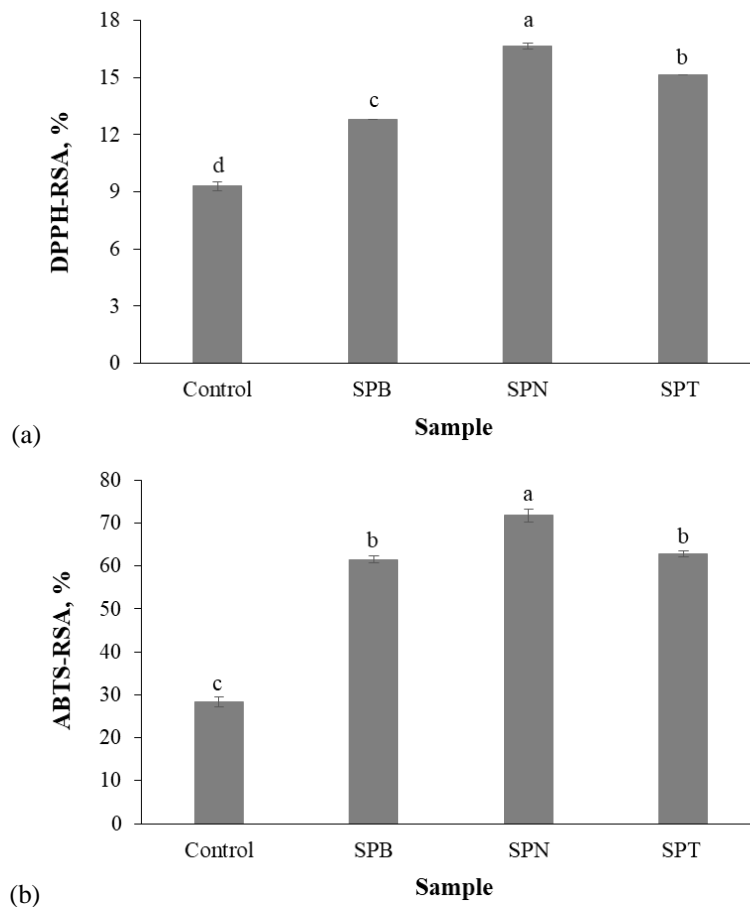 18
a
15
b
c
12
d
9
6
3
0
DPPH-RSA, %
Control SPB SPN SPT
Sample
(a)
80
a
70
b
b
60
50
40
c
30
20
10
0
ABTS-RSA, %
Control SPB SPN SPT
Sample
(b)